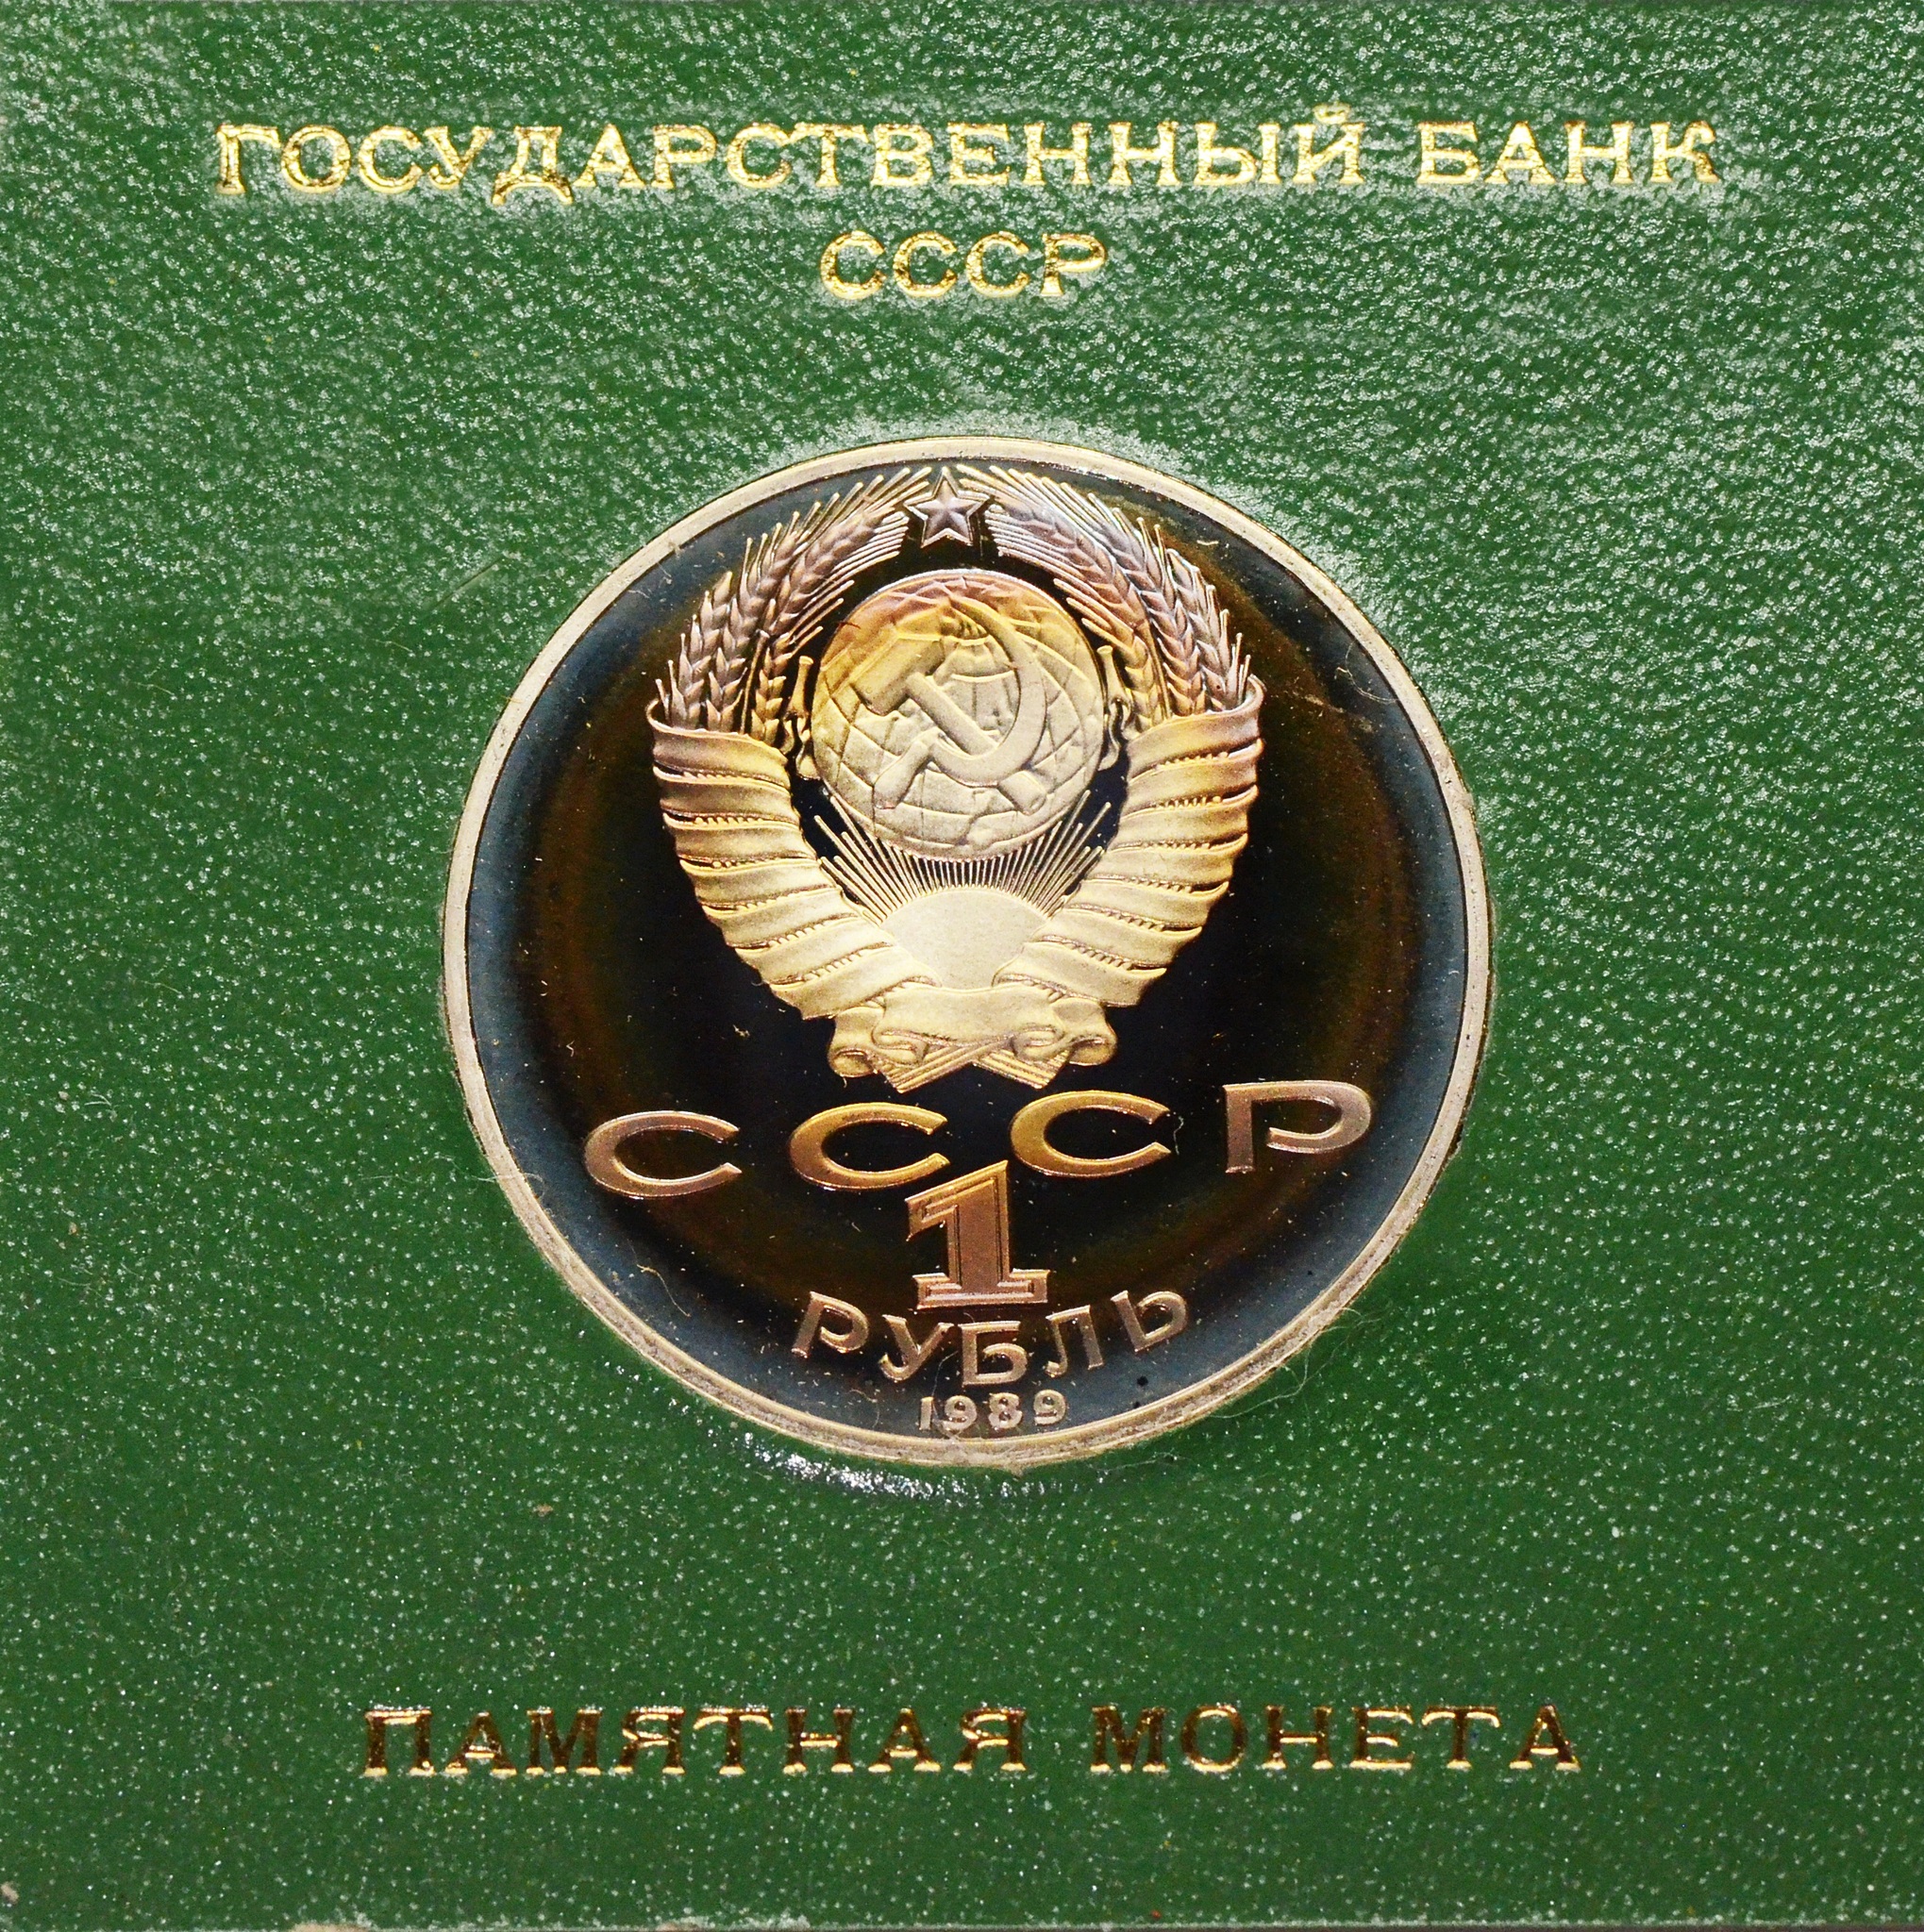 ГОСУДАРСТВЕННЫЙ БАНК
СССР
СССР
1
РУБЛЬ
1989
ПАМЯТНАЯ МОНЕТА